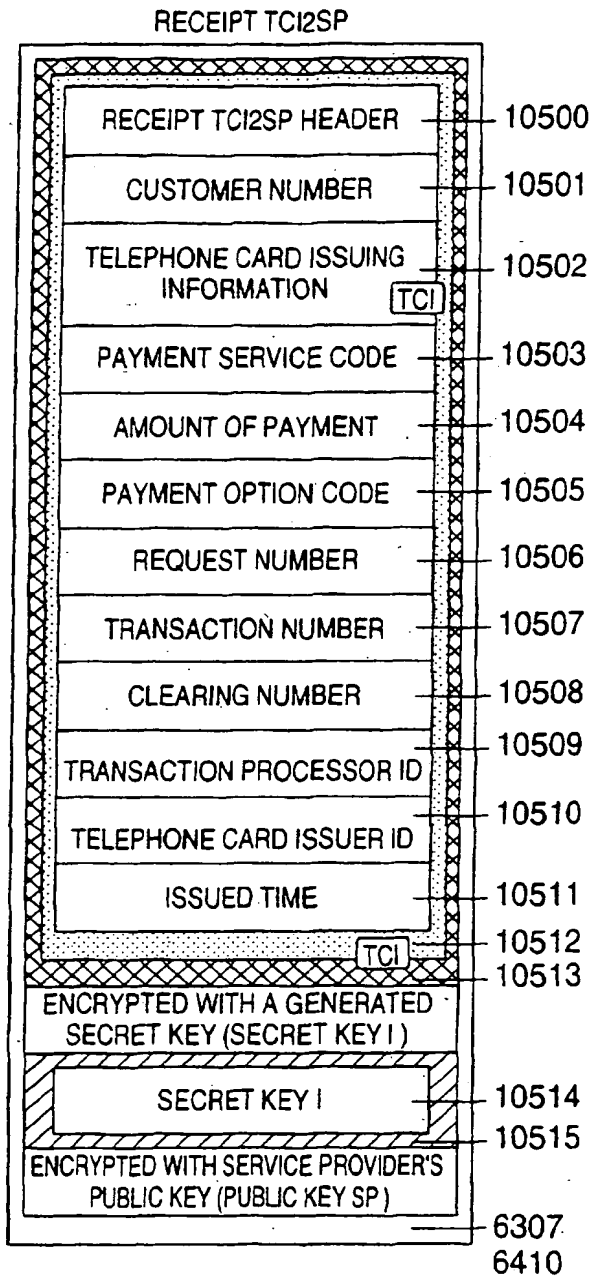 RECEIPT TCI2SP
RECEIPT TCI2SP HEADER 10500
CUSTOMER NUMBER 10501
TELEPHONE CARD ISSUING 10502
INFORMATION
TCI
PAYMENT SERVICE CODE 10503
AMOUNT OF PAYMENT 10504
PAYMENT OPTION CODE 10505
REQUEST NUMBER 10506
TRANSACTION NUMBER 10507
CLEARING NUMBER 10508
10509
TRANSACTION PROCESSOR ID
10510
TELEPHONE CARD ISSUER ID
ISSUED TIME 10511
10512
TCI
10513
ENCRYPTED WITH A GENERATED
SECRET KEY (SECRET KEY I)
SECRET KEY I 10514
10515
ENCRYPTED WITH SERVICE PROVIDER'S
PUBLIC KEY (PUBLIC KEY SP)
6307
6410